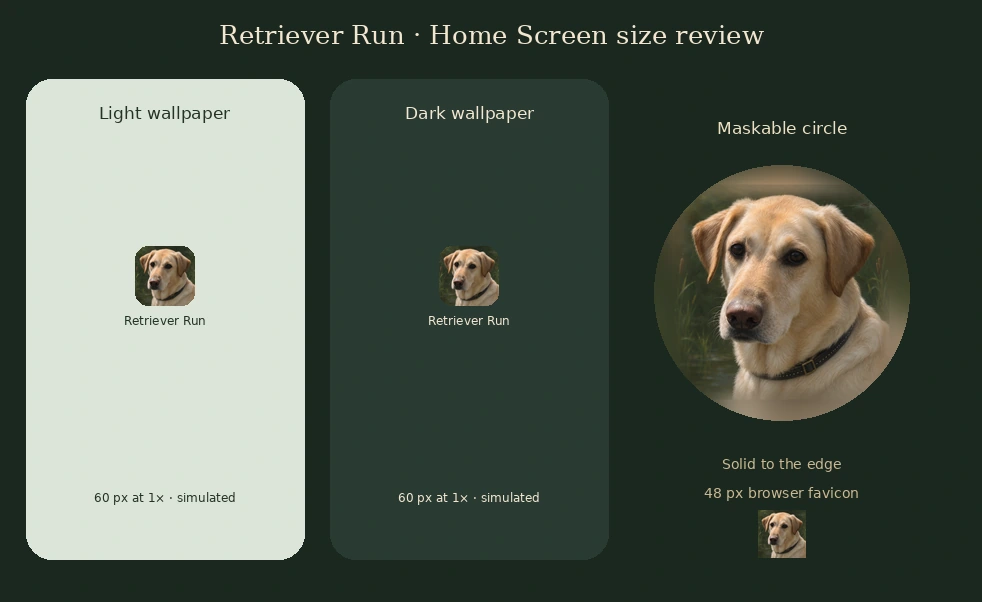 Retriever Run · Home Screen size review
Light wallpaper
Retriever Run
60 px at 1× · simulated
Dark wallpaper
Retriever Run
60 px at 1× · simulated
Maskable circle
Solid to the edge
48 px browser favicon